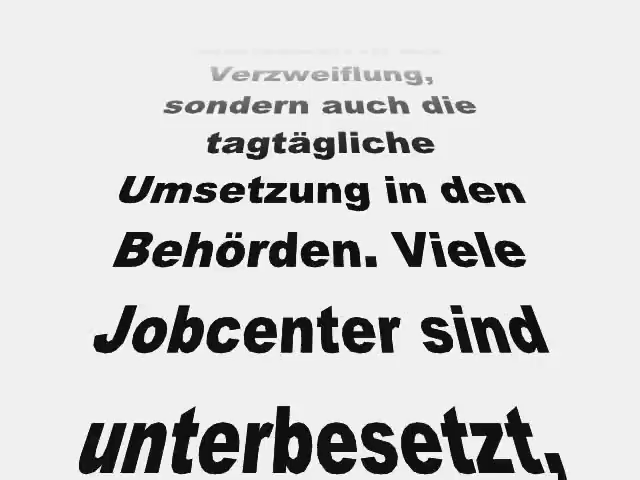 Verzweiflung,
sondern auch die
tagtägliche
Umsetzung in den
Behörden. Viele
Jobcenter sind
unterbesetzt,